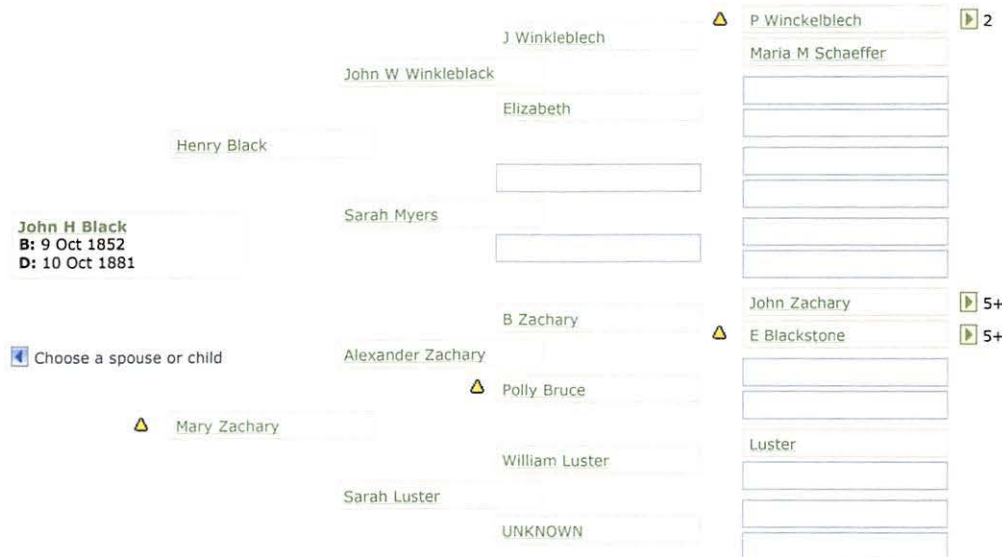 P Winckelblech 2
J Winkleblech
Maria M Schaeffer
John W Winkleblack
Elizabeth
Henry Black
Sarah Myers
John H Black
B: 9 Oct 1852
D: 10 Oct 1881
John Zachary 5+
B Zachary
E Blackstone 5+
Choose a spouse or child
Alexander Zachary
Polly Bruce
Mary Zachary
Luster
William Luster
Sarah Luster
UNKNOWN